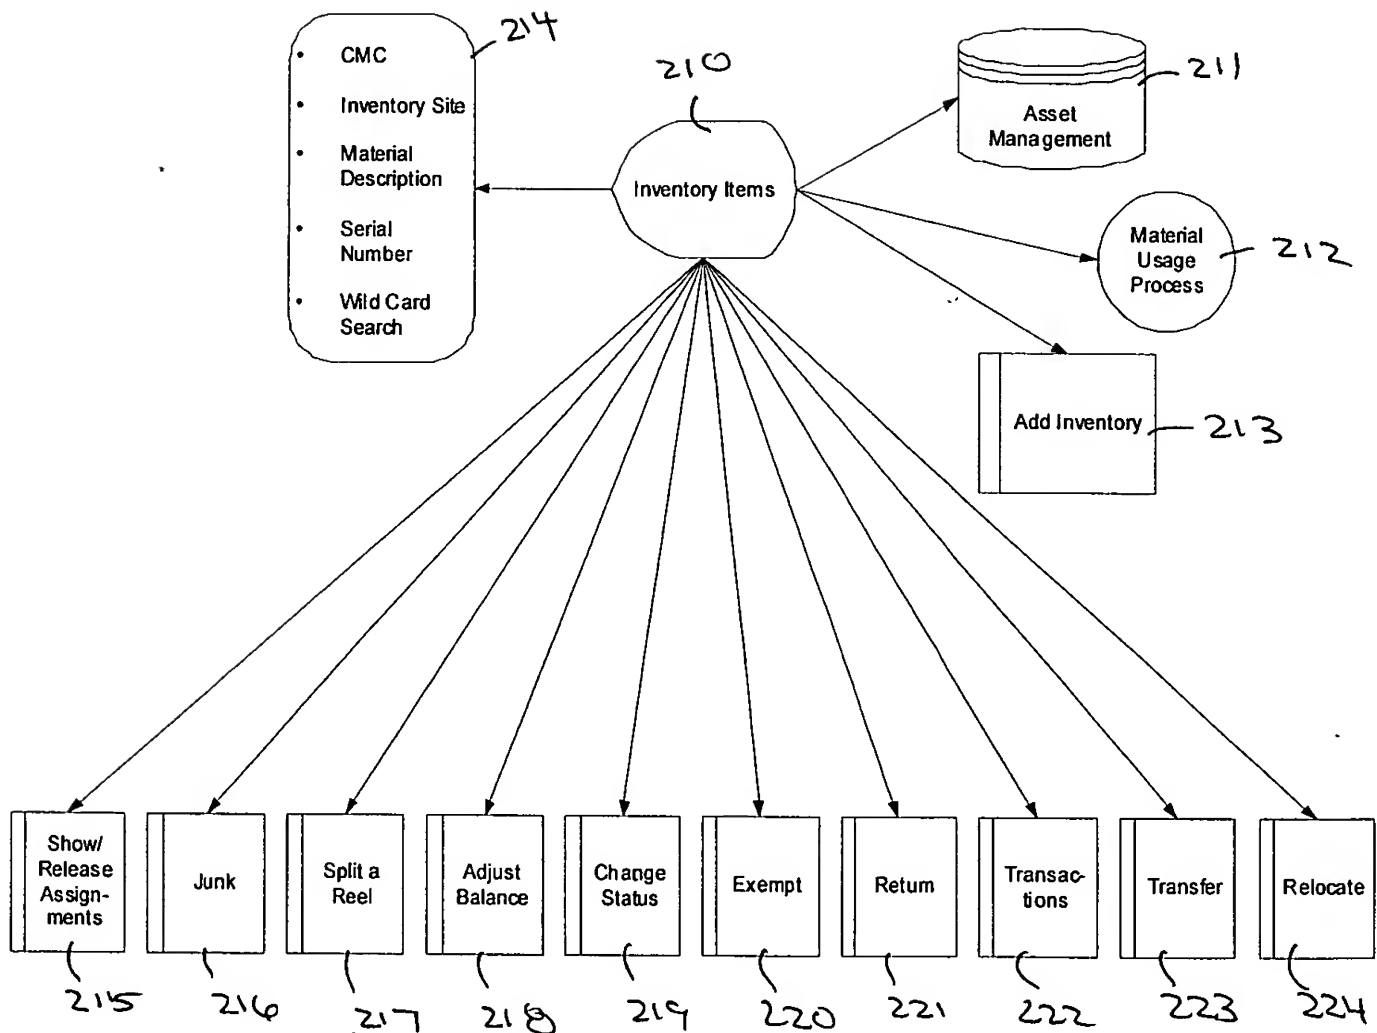 214
• CMC
• Inventory Site
• Material
Description
• Serial
Number
• Wild Card
Search
210
Inventory Items
211
Asset
Management
Material
Usage
Process
212
Add Inventory
213
Show/
Release
Assign-
ments
215
Junk
216
Split a
Reel
217
Adjust
Balance
218
Change
Status
219
Exempt
220
Return
221
Transac-
tions
222
Transfer
223
Relocate
224